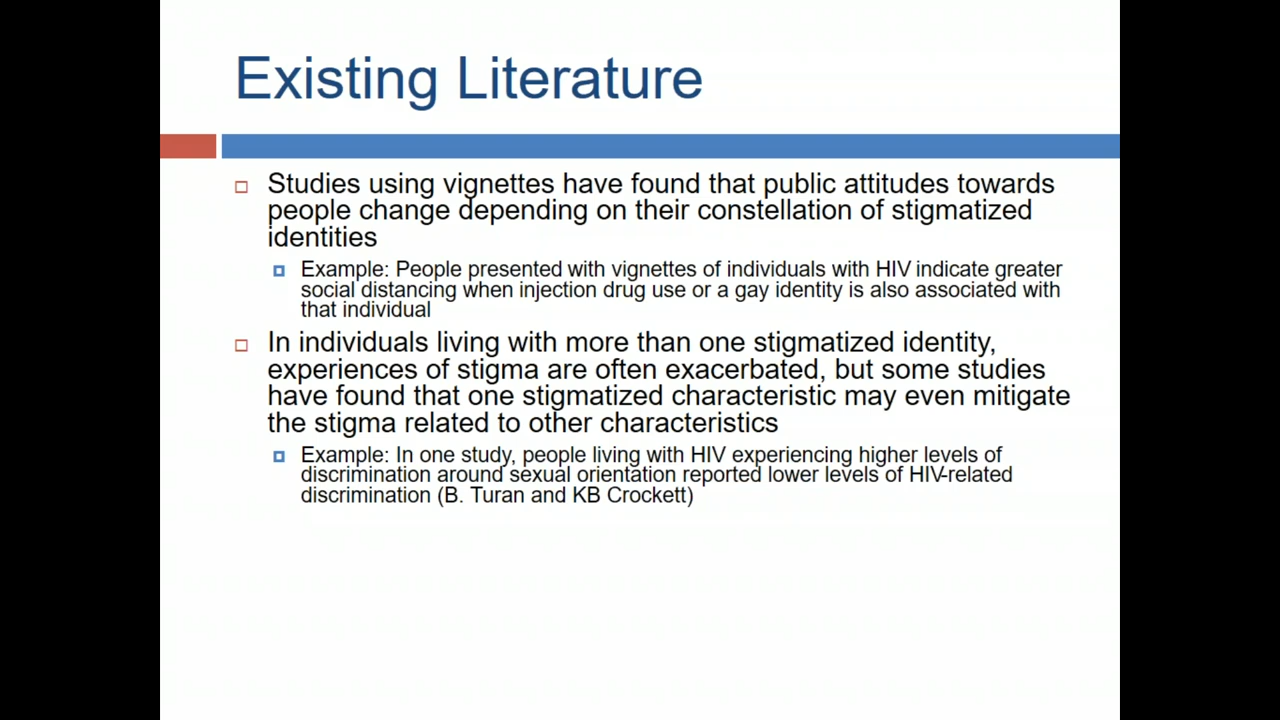 Existing Literature
Studies using vignettes have found that public attitudes towards
people change depending on their constellation of stigmatized
identities
Example: People presented with vignettes of individuals with HIV indicate greater
social distancing when injection drug use or a gay identity is also associated with
that individual
In individuals living with more than one stigmatized identity,
experiences of stigma are often exacerbated, but some studies
have found that one stigmatized characteristic may even mitigate
the stigma related to other characteristics
Example: In one study, people living with HIV experiencing higher levels of
discrimination around sexual orientation reported lower levels of HIV-related
discrimination (B. Turan and KB Crockett)